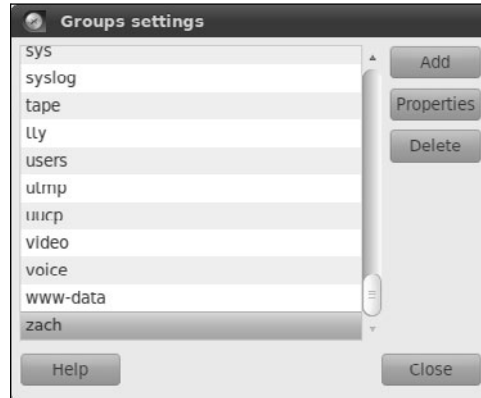 Groups settings
sys
syslog
tape
tty
users
utmp
uucp
video
voice
www-data
zach
Add
Properties
Delete
Help
Close